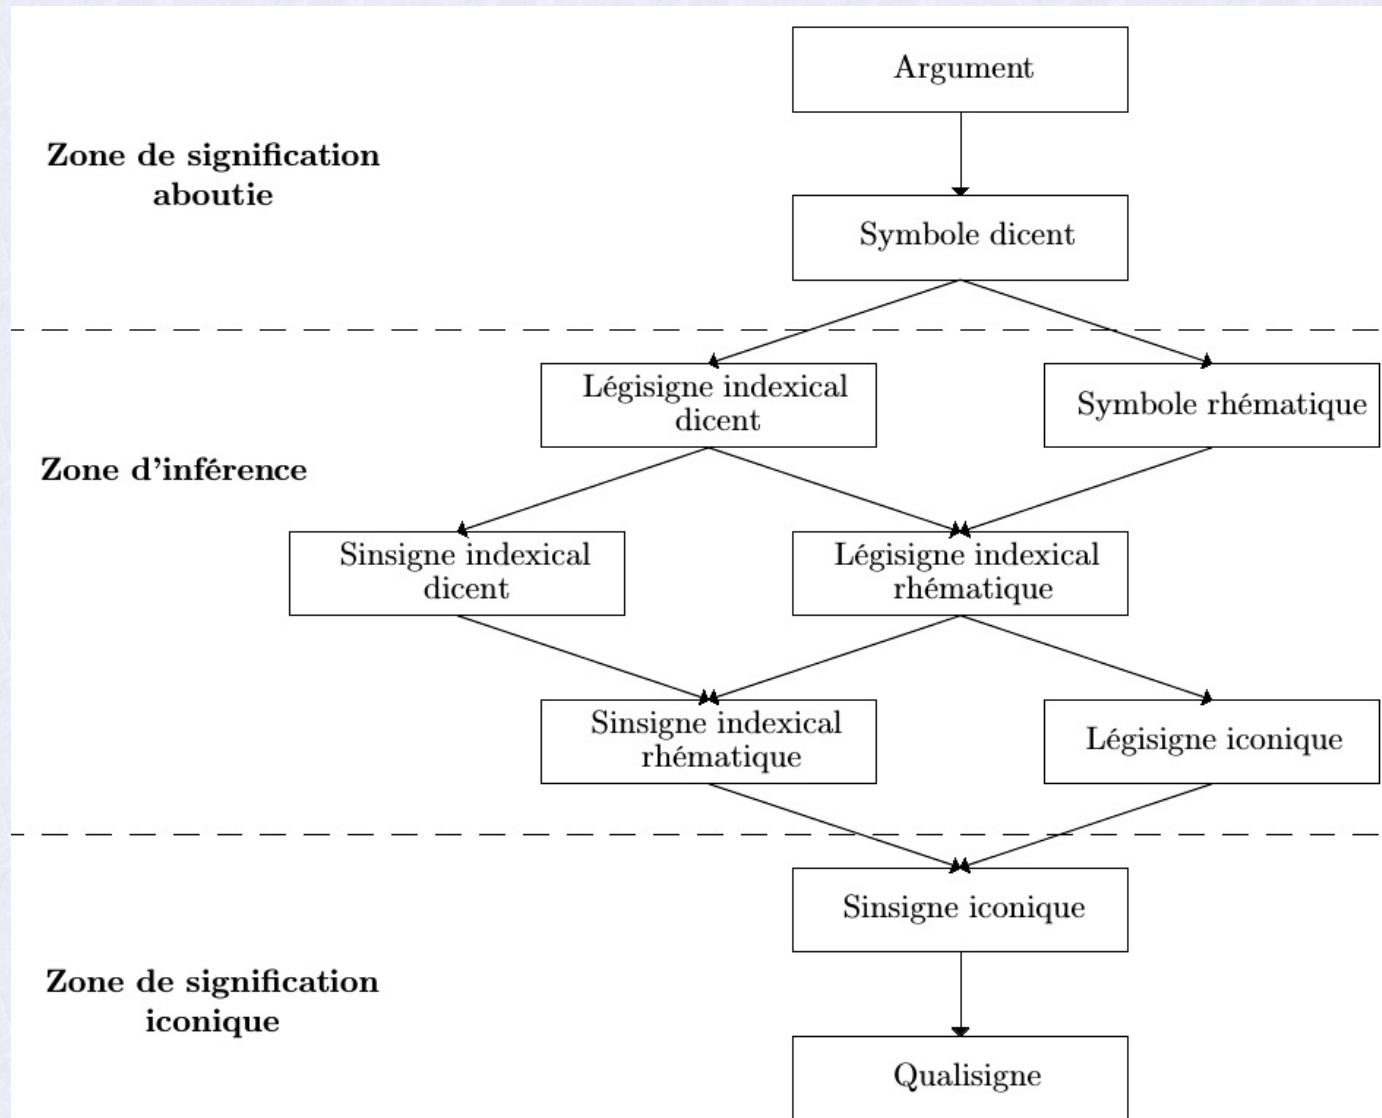 Argument
Zone de signification
aboutie
Symbole dicent
Légisigne indexical
dicent
Symbole rhématique
Zone d'inférence
Sinsigne indexical
dicent
Légisigne indexical
rhématique
Sinsigne indexical
rhématique
Légisigne iconique
Sinsigne iconique
Zone de signification
iconique
Qualisigne